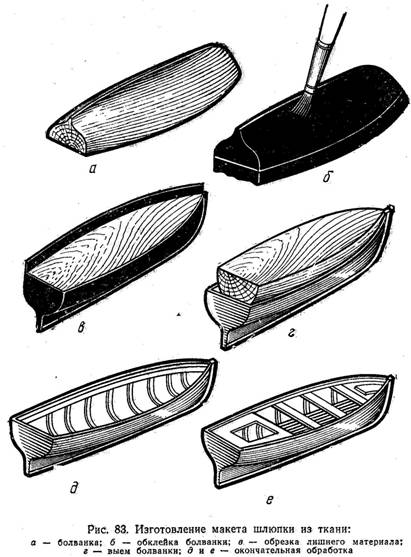 а
б
в
г
д
е
Рис. 83. Изготовление макета шлюпки из ткани:
а — болванка; б — обклейка болванки; в — обрезка лишнего материала;
г — выем болванки; д и е — окончательная обработка